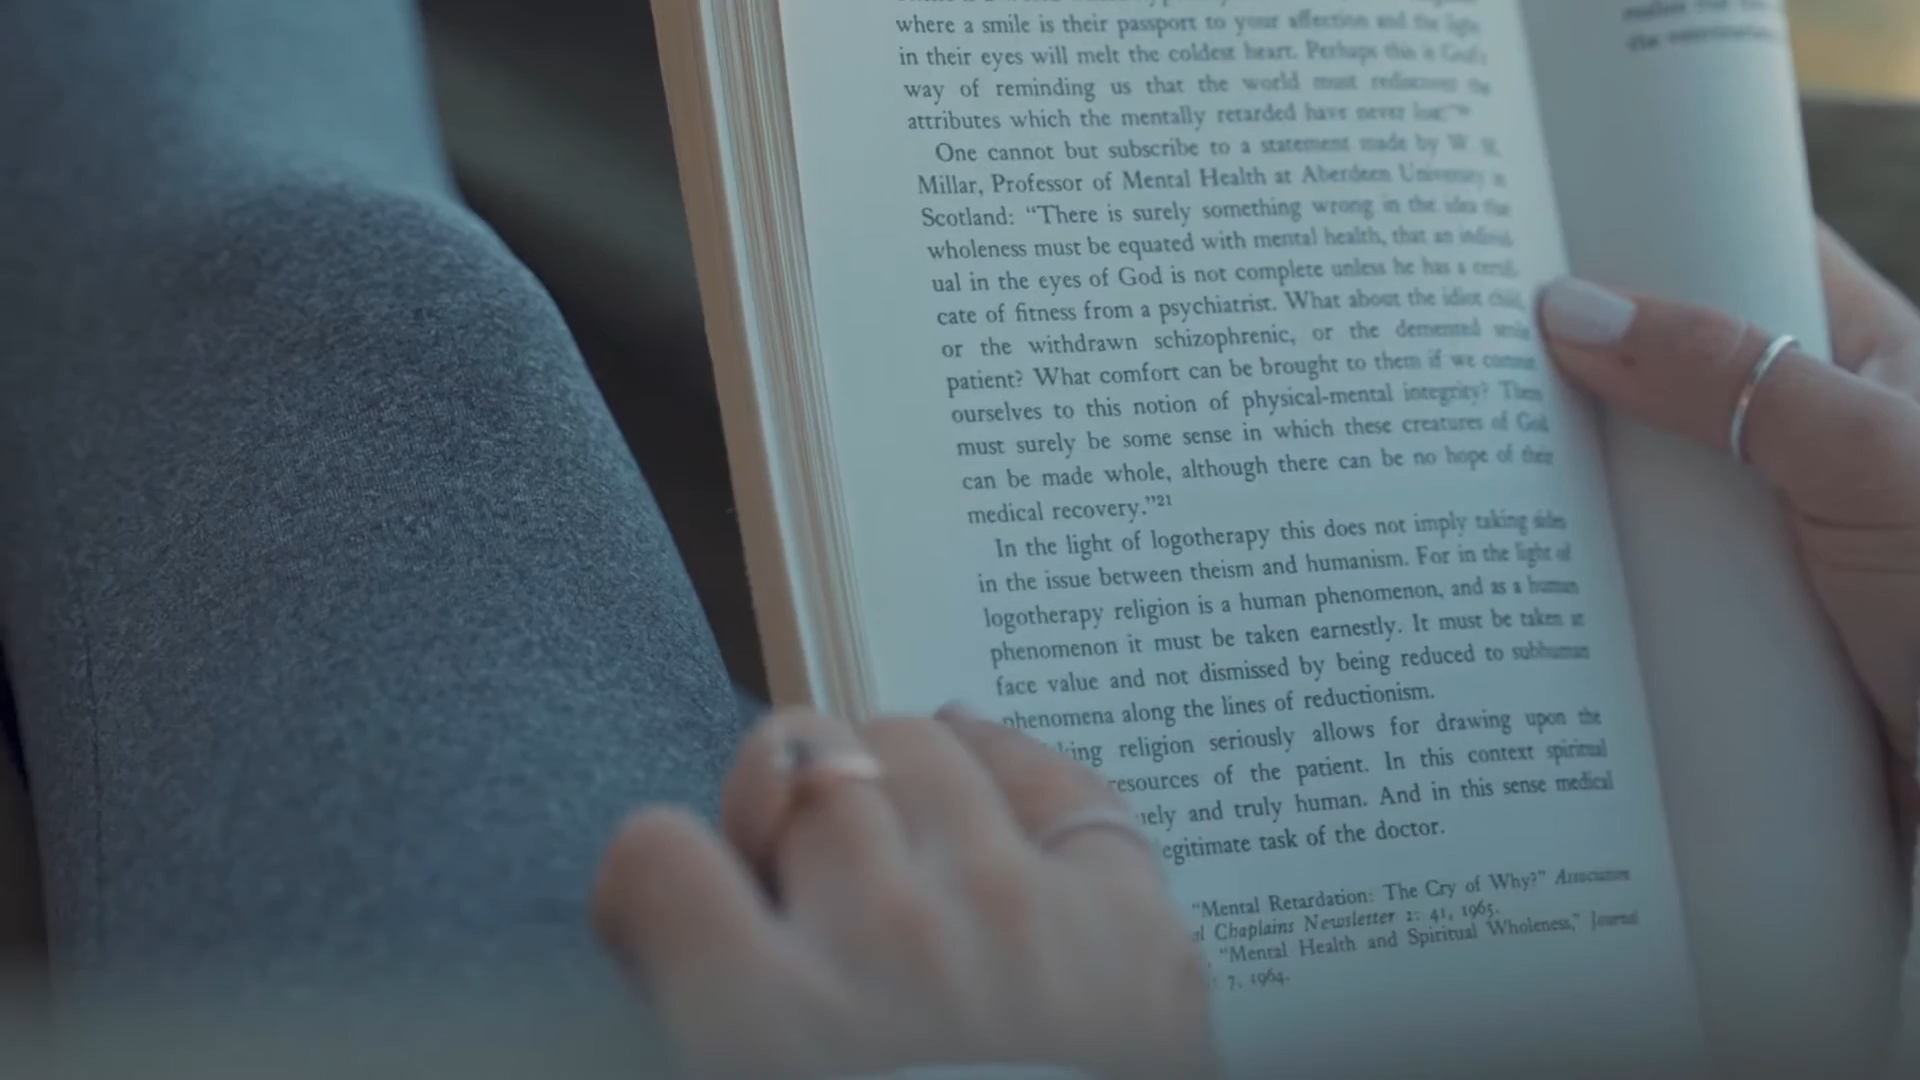 where a smile is their passport to your affection and the light
in their eyes will melt the coldest heart. Perhaps this is God's
way of reminding us that the world must rediscover the
attributes which the mentally retarded have never lost."
One cannot but subscribe to a statement made by W.
Millar, Professor of Mental Health at Aberdeen University in
Scotland: “There is surely something wrong in the idea that
wholeness must be equated with mental health, that an individ-
ual in the eyes of God is not complete unless he has a certifi-
cate of fitness from a psychiatrist. What about the idiot child,
or the withdrawn schizophrenic, or the demented senile
patient? What comfort can be brought to them if we commit
ourselves to this notion of physical-mental integrity? There
must surely be some sense in which these creatures of God
can be made whole, although there can be no hope of their
medical recovery.”21
In the light of logotherapy this does not imply taking sides
in the issue between theism and humanism. For in the light of
logotherapy religion is a human phenomenon, and as a human
phenomenon it must be taken earnestly. It must be taken at
face value and not dismissed by being reduced to subhuman
phenomena along the lines of reductionism.
king religion seriously allows for drawing upon the
resources of the patient. In this context spiritual
uely and truly human. And in this sense medical
egitimate task of the doctor.
“Mental Retardation: The Cry of Why?” Association
al Chaplains Newsletter 1: 41, 1965.
“Mental Health and Spiritual Wholeness,” Journal
: 7, 1964.